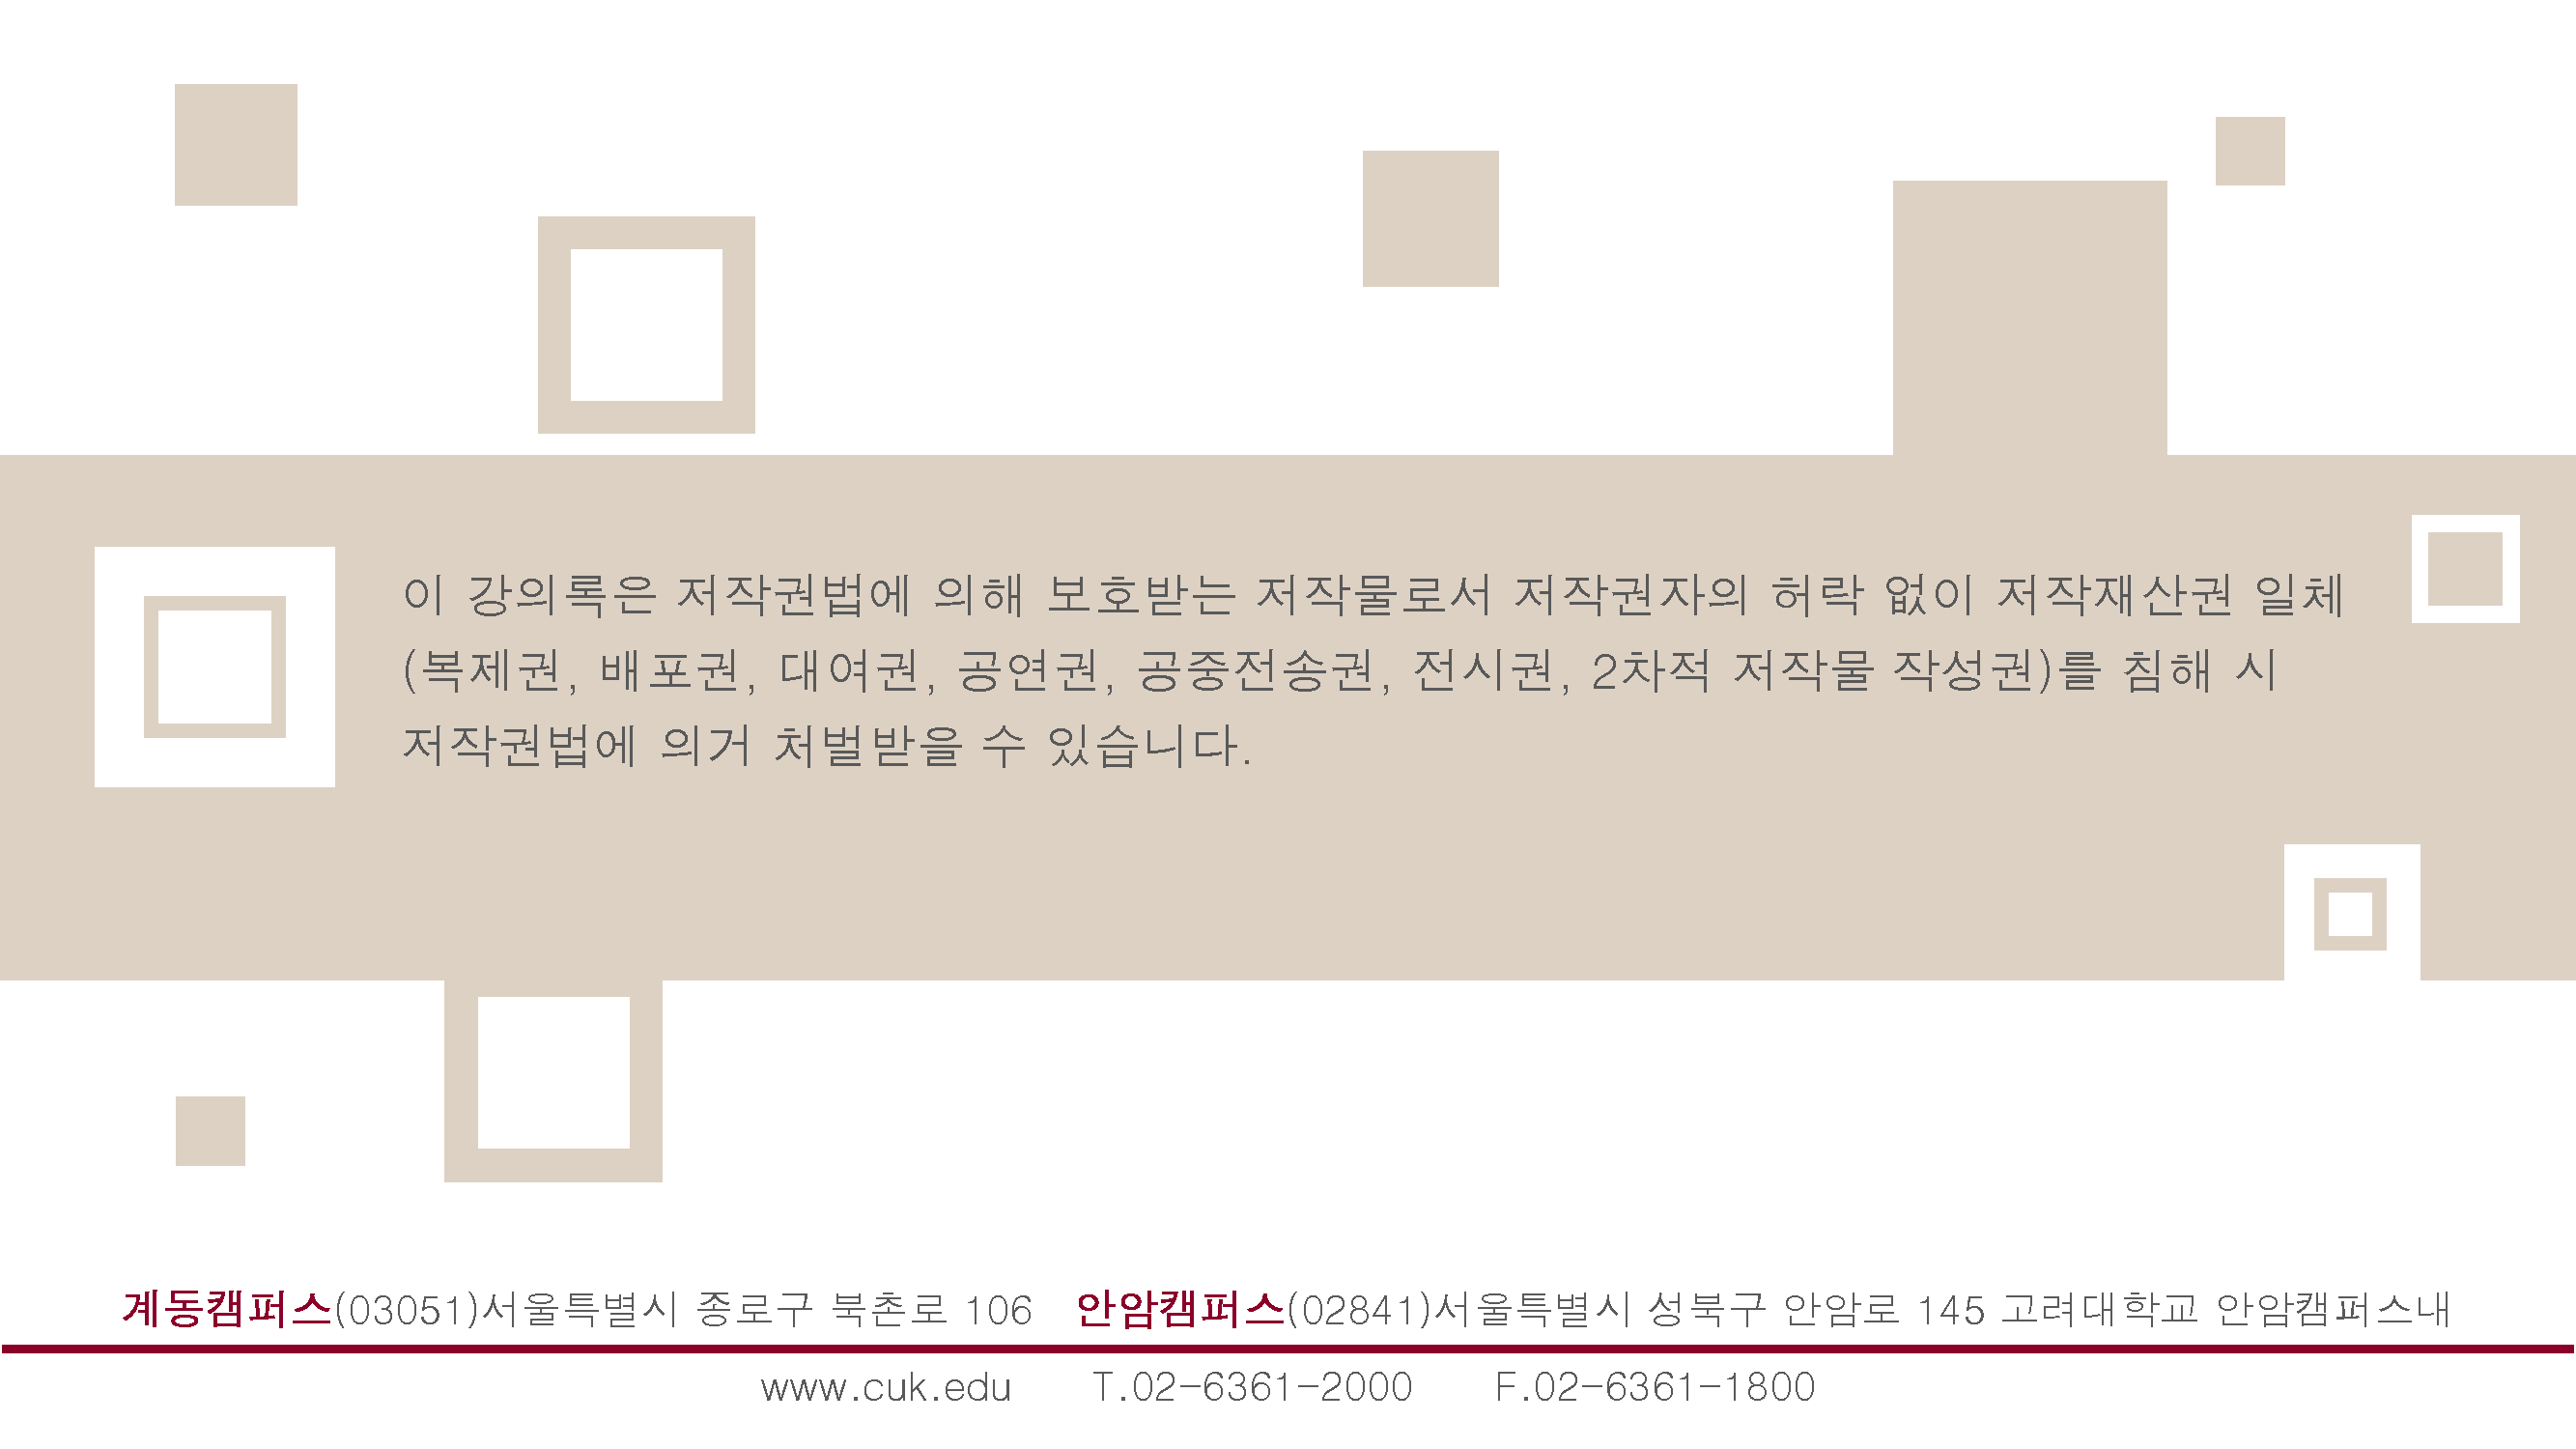 이 강의록은 저작권법에 의해 보호받는 저작물로서 저작권자의 허락 없이 저작재산권 일체
(복제권, 배포권, 대여권, 공연권, 공중전송권, 전시권, 2차적 저작물 작성권)를 침해 시
저작권법에 의거 처벌받을 수 있습니다.
계동캠퍼스(03051)서울특별시 종로구 북촌로 106 안암캠퍼스(02841)서울특별시 성북구 안암로 145 고려대학교 안암캠퍼스내
www.cuk.edu T.02-6361-2000 F.02-6361-1800